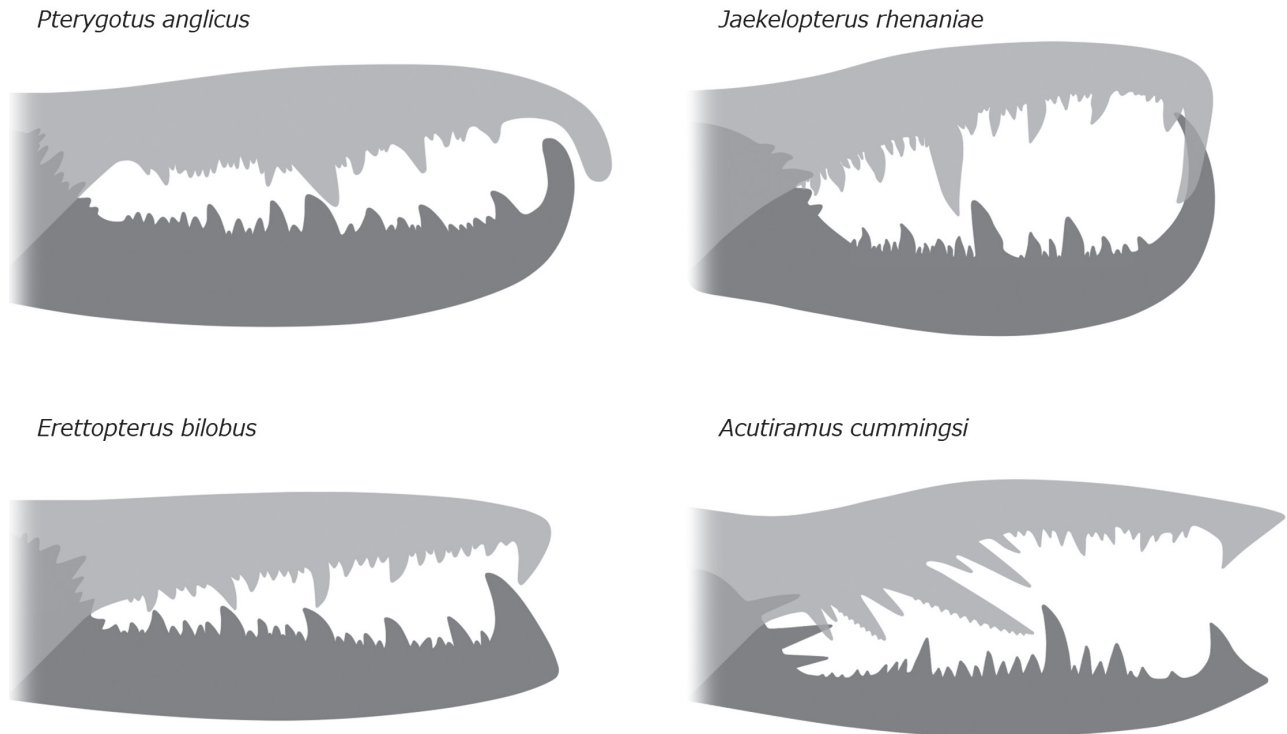 Pterygotus anglicus
Jaekelopterus rhenaniae
Erettopterus bilobus
Acutiramus cummingsi